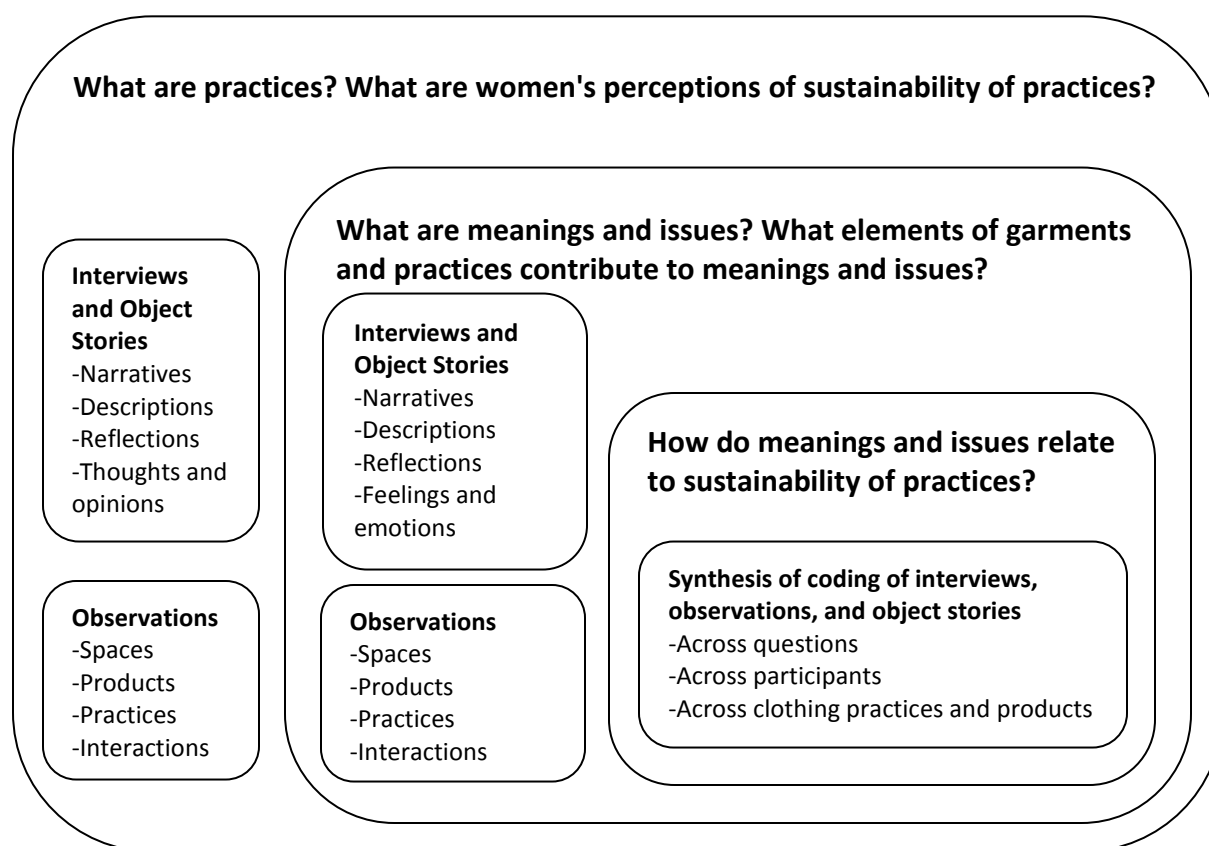 What are practices? What are women's perceptions of sustainability of practices?
Interviews
and Object
Stories
-Narratives
-Descriptions
-Reflections
-Thoughts and
opinions
Observations
-Spaces
-Products
-Practices
-Interactions
What are meanings and issues? What elements of garments
and practices contribute to meanings and issues?
Interviews and
Object Stories
-Narratives
-Descriptions
-Reflections
-Feelings and
emotions
Observations
-Spaces
-Products
-Practices
-Interactions
How do meanings and issues relate
to sustainability of practices?
Synthesis of coding of interviews,
observations, and object stories
-Across questions
-Across participants
-Across clothing practices and products